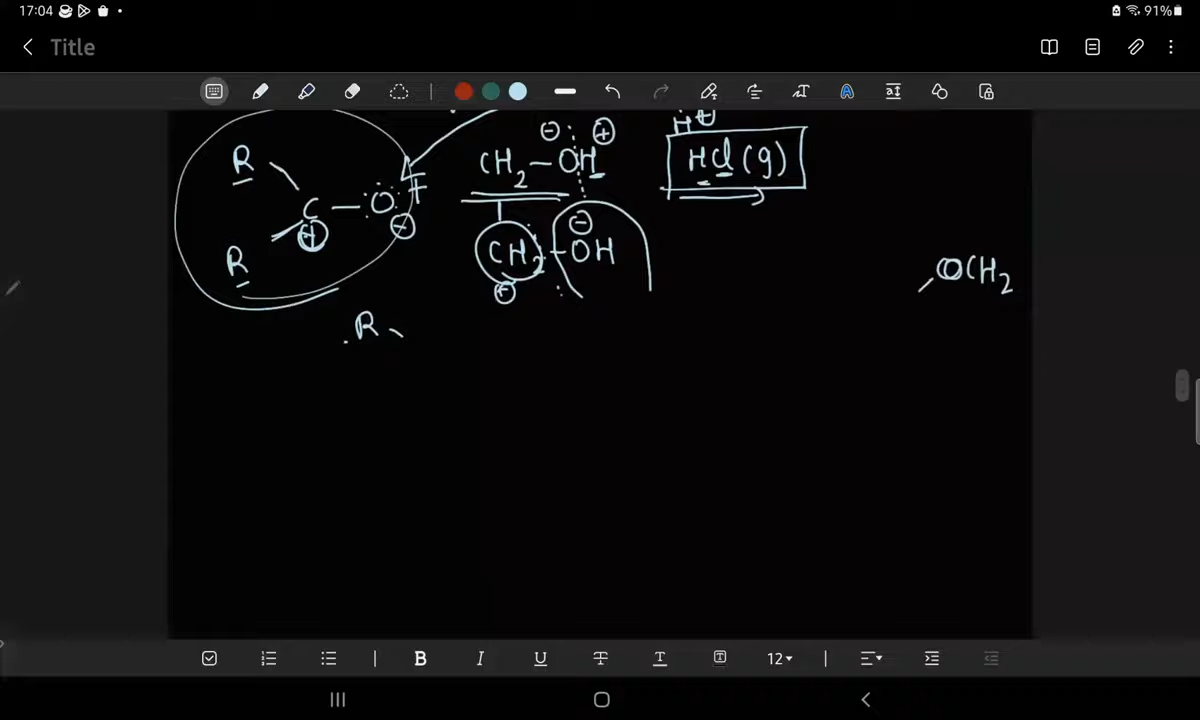 17:04 91%
Title
H⊕
⊖ ⊕
R CH₂ — OH HCl (g)
C — O
⊕ ⊖ ⊖
R CH₂ — OH OCH₂
⊕
R
B I U T T T 12 A